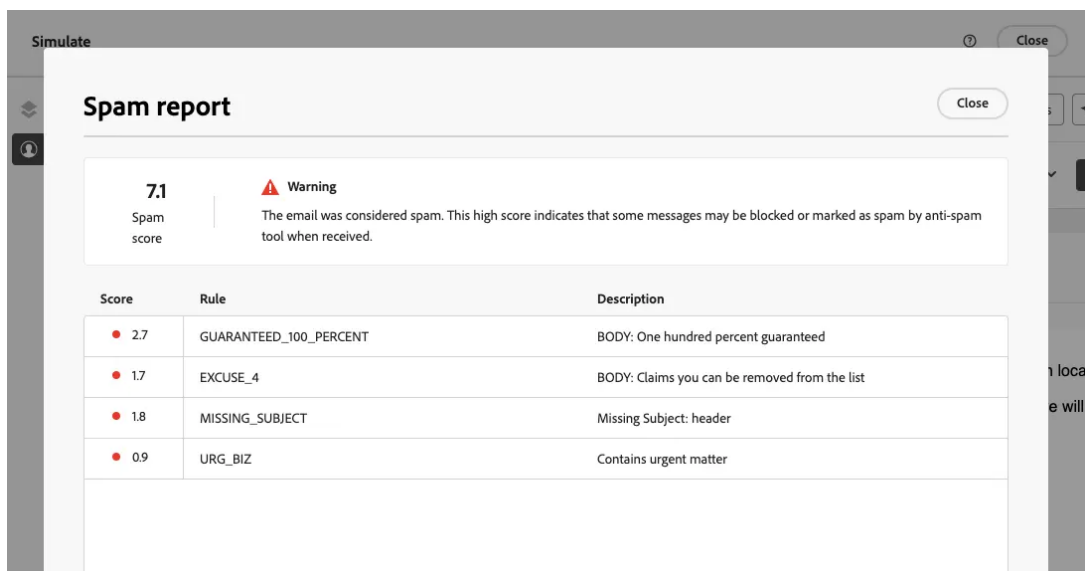 Simulate
Close
Spam report
Close
7.1
Spam
score
Warning
The email was considered spam. This high score indicates that some messages may be blocked or marked as spam by anti-spam
tool when received.
Score Rule Description
2.7 GUARANTEED_100_PERCENT BODY: One hundred percent guaranteed
1.7 EXCUSE_4 BODY: Claims you can be removed from the list
1.8 MISSING_SUBJECT Missing Subject: header
0.9 URG_BIZ Contains urgent matter
e will